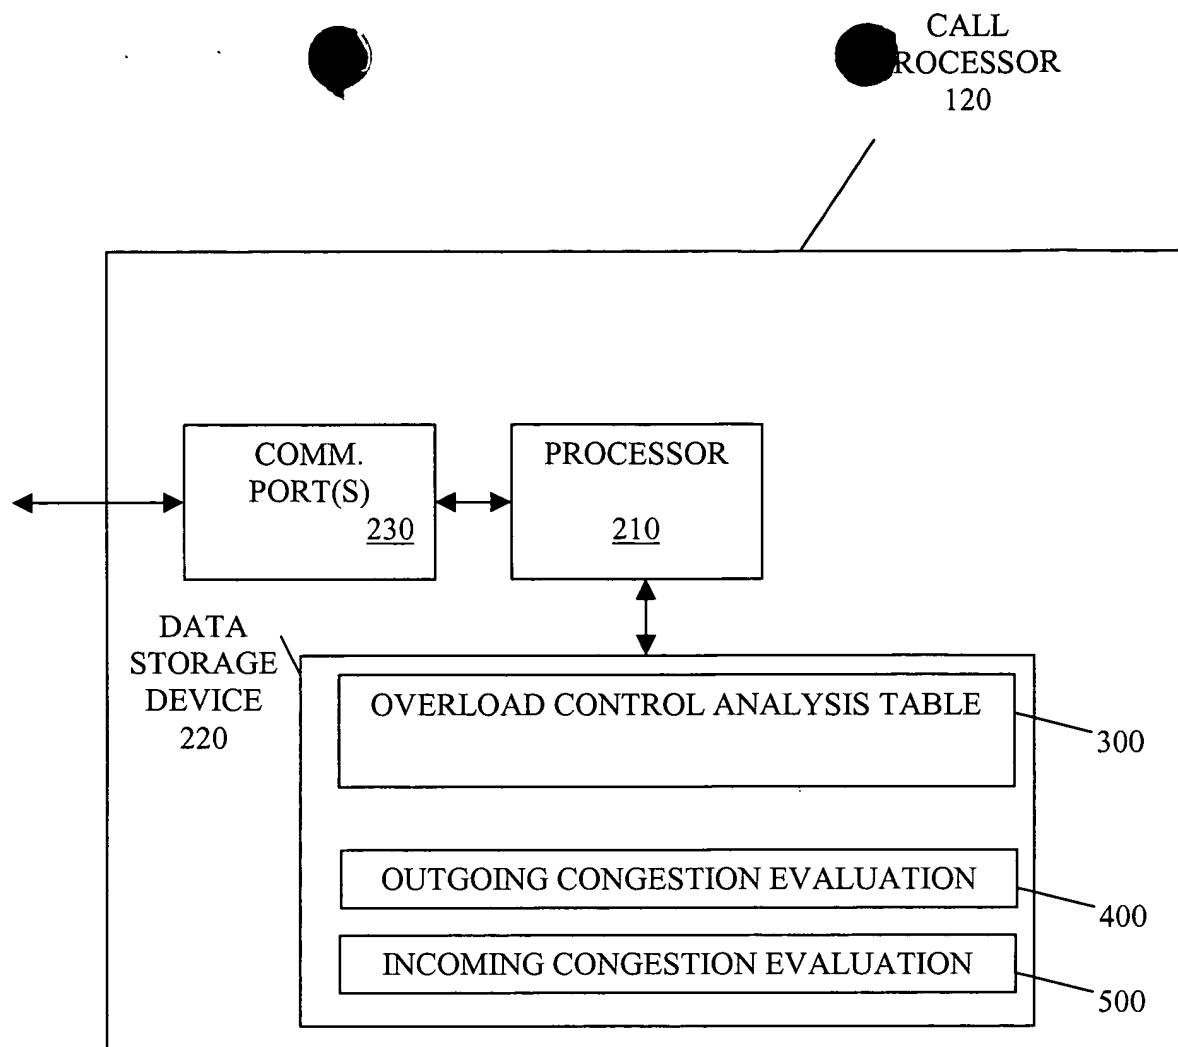 CALL
ROCESSOR
120
COMM.
PORT(S)
230
PROCESSOR
210
DATA
STORAGE
DEVICE
220
OVERLOAD CONTROL ANALYSIS TABLE
300
OUTGOING CONGESTION EVALUATION
400
INCOMING CONGESTION EVALUATION
500